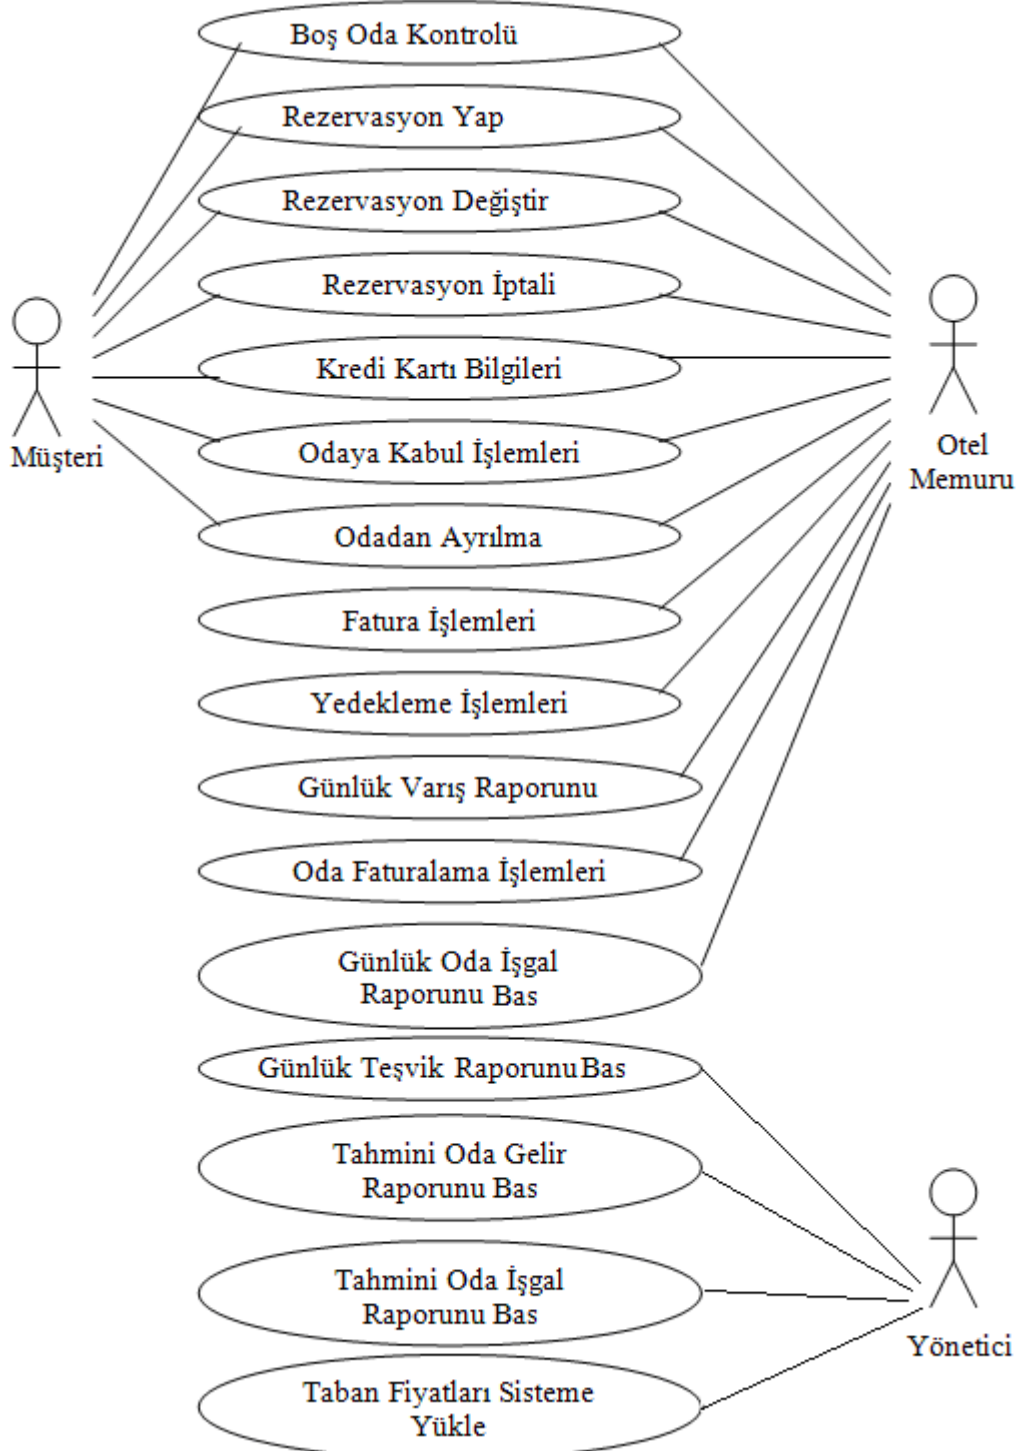 Boş Oda Kontrolü
Rezervasyon Yap
Rezervasyon Değiştir
Rezervasyon İptali
Kredi Kartı Bilgileri
Müşteri
Odaya Kabul İşlemleri
Otel
Memuru
Odadan Ayrılma
Fatura İşlemleri
Yedekleme İşlemleri
Günlük Varış Raporunu
Oda Faturalama İşlemleri
Günlük Oda İşgal
Raporunu Bas
Günlük Teşvik Raporunu Bas
Tahmini Oda Gelir
Raporunu Bas
Tahmini Oda İşgal
Raporunu Bas
Yönetici
Taban Fiyatları Sisteme
Yükle